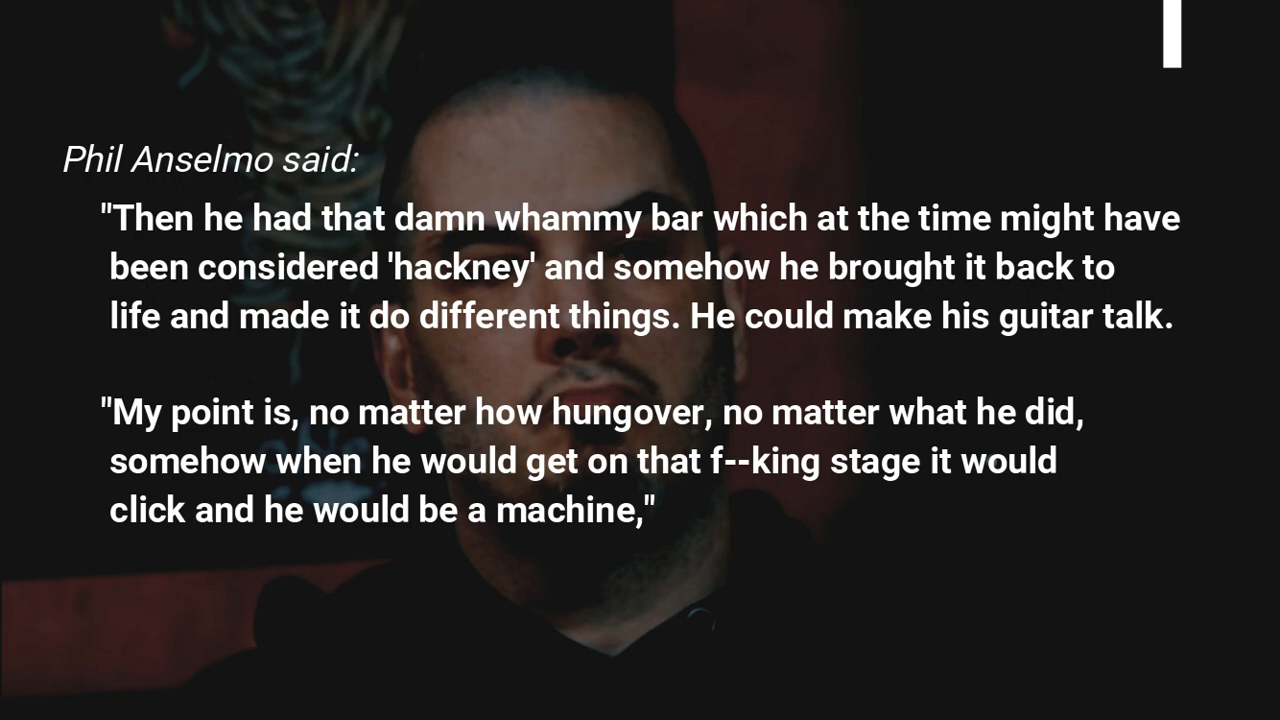 Phil Anselmo said:
"Then he had that damn whammy bar which at the time might have
been considered 'hackney' and somehow he brought it back to
life and made it do different things. He could make his guitar talk.
"My point is, no matter how hungover, no matter what he did,
somehow when he would get on that f--king stage it would
click and he would be a machine,"